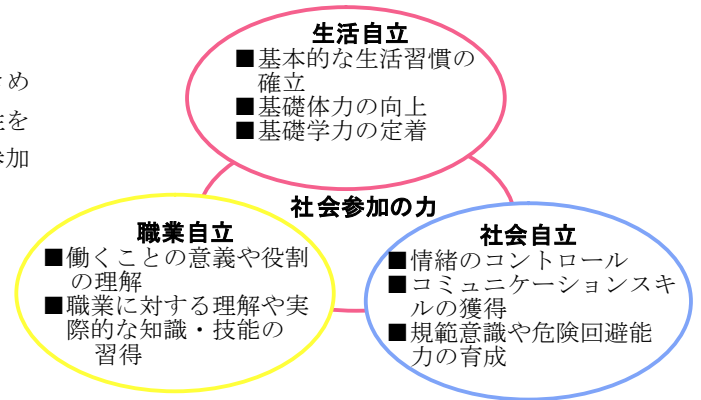 生活自立
■基本的な生活習慣の
確立
■基礎体力の向上
■基礎学力の定着
め
を
加
社会参加の力
職業自立
■働くことの意義や役割
の理解
■職業に対する理解や実
際的な知識・技能の
習得
社会自立
■情緒のコントロール
■コミュニケーションスキ
ルの獲得
■規範意識や危険回避能
力の育成